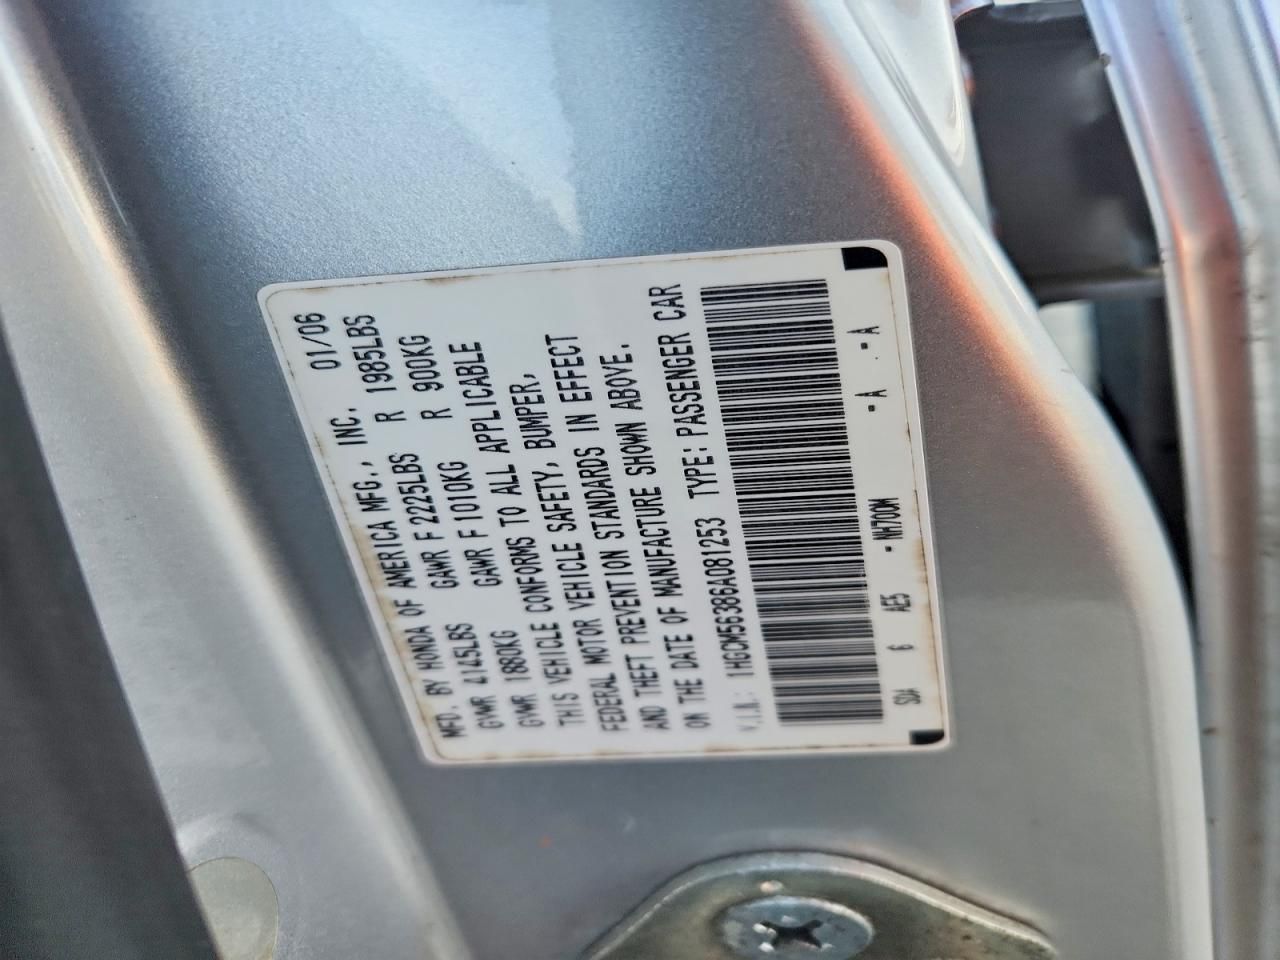 MFD. BY HONDA OF AMERICA MFG., INC. 01/06
GVWR 4145LBS GAWR F 2225LBS R 1985LBS
GVWR 1880KG GAWR F 1010KG R 900KG
THIS VEHICLE CONFORMS TO ALL APPLICABLE
FEDERAL MOTOR VEHICLE SAFETY, BUMPER,
AND THEFT PREVENTION STANDARDS IN EFFECT
ON THE DATE OF MANUFACTURE SHOWN ABOVE.
V.I.N.: 1HGCM56386A081253 TYPE: PASSENGER CAR
SDA 6 AE5 -NH700M -A .-A